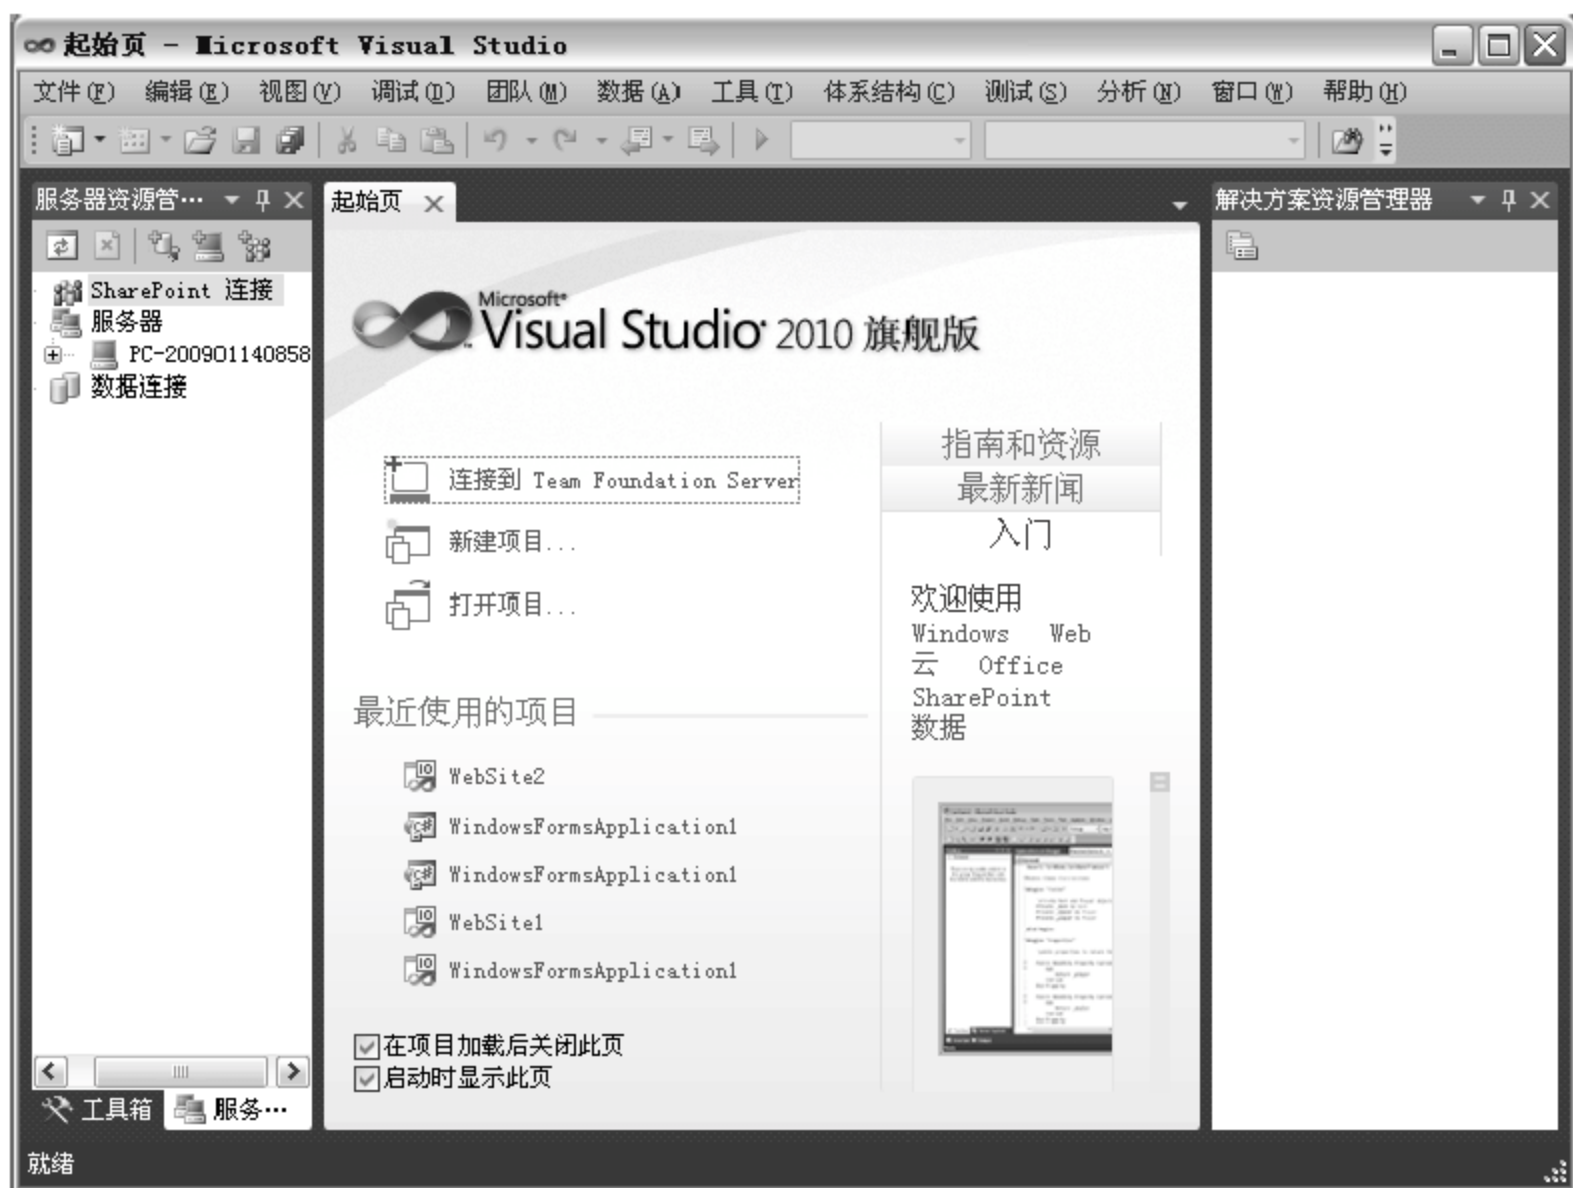 起始页 - Microsoft Visual Studio
文件(F) 编辑(E) 视图(V) 调试(D) 团队(M) 数据(A) 工具(T) 体系结构(C) 测试(S) 分析(N) 窗口(W) 帮助(H)
服务器资源管…
SharePoint 连接
服务器
PC-200901140858
数据连接
工具箱
服务…
起始页
Microsoft®
Visual Studio 2010 旗舰版
连接到 Team Foundation Server
新建项目...
打开项目...
最近使用的项目
WebSite2
WindowsFormsApplication1
WindowsFormsApplication1
WebSite1
WindowsFormsApplication1
在项目加载后关闭此页
启动时显示此页
指南和资源
最新新闻
入门
欢迎使用
Windows Web
云 Office
SharePoint
数据
解决方案资源管理器
就绪